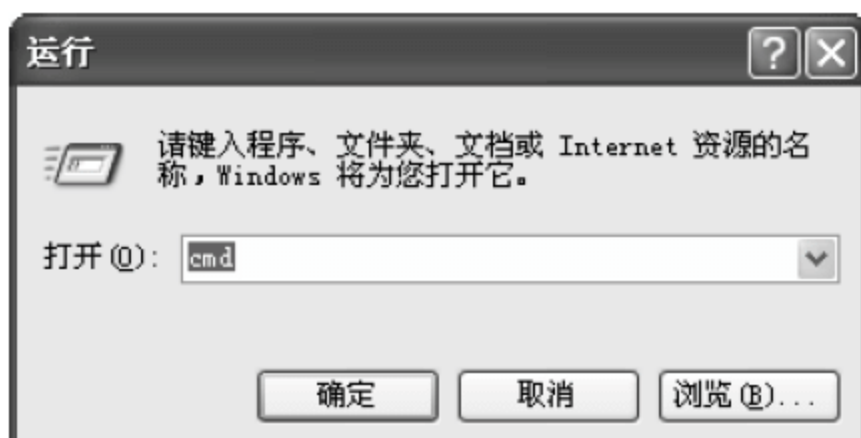 运行
请键入程序、文件夹、文档或 Internet 资源的名
称，Windows 将为您打开它。
打开(O): cmd
确定 取消 浏览(B)...